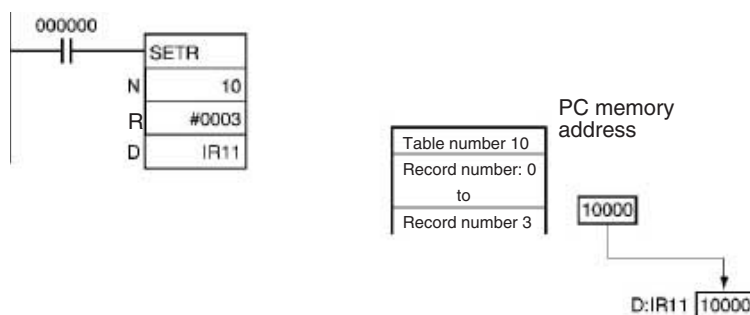 000000
SETR
N 10
R #0003
D IR11
PC memory
address
Table number 10
Record number: 0
to
Record number 3
10000
D:IR11 10000